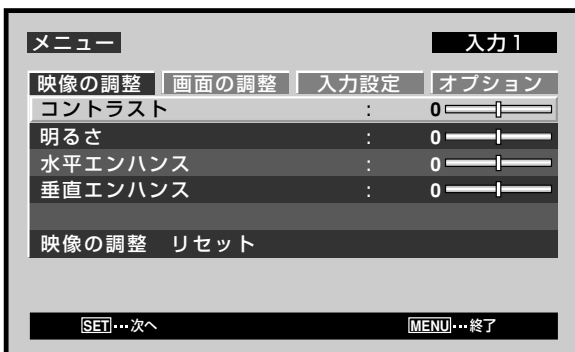 メニュー 入力1
映像の調整 画面の調整 入力設定 オプション
コントラスト : 0
明るさ : 0
水平エンハンス : 0
垂直エンハンス : 0
映像の調整 リセット
SET…次へ MENU…終了